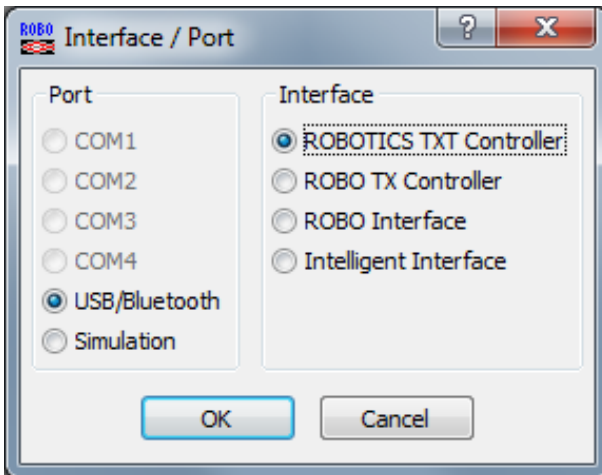 ROBO Interface / Port
Port
COM1
COM2
COM3
COM4
USB/Bluetooth
Simulation
Interface
ROBOTICS TXT Controller
ROBO TX Controller
ROBO Interface
Intelligent Interface
OK
Cancel